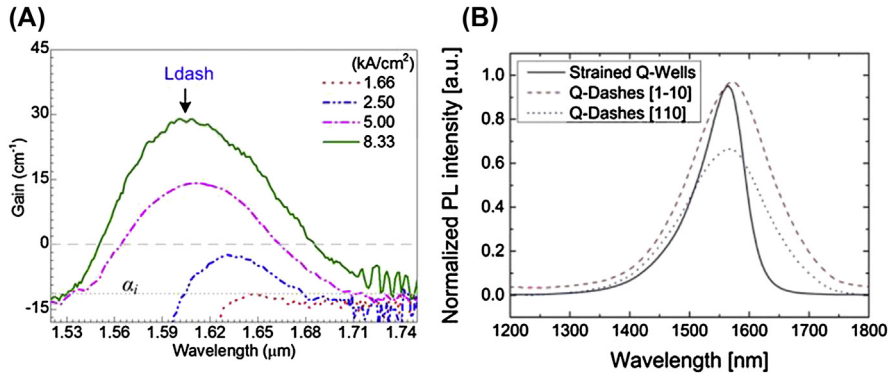 (A)
45
30
15
0
-15
Gain (cm⁻¹)
Ldash
(kA/cm²)
1.66
2.50
5.00
8.33
αi
1.53 1.56 1.59 1.62 1.65 1.68 1.71 1.74
Wavelength (μm)
(B)
Normalized PL intensity [a.u.]
1.0
0.8
0.6
0.4
0.2
0.0
Strained Q-Wells
Q-Dashes [1-10]
Q-Dashes [110]
1200 1300 1400 1500 1600 1700 1800
Wavelength [nm]